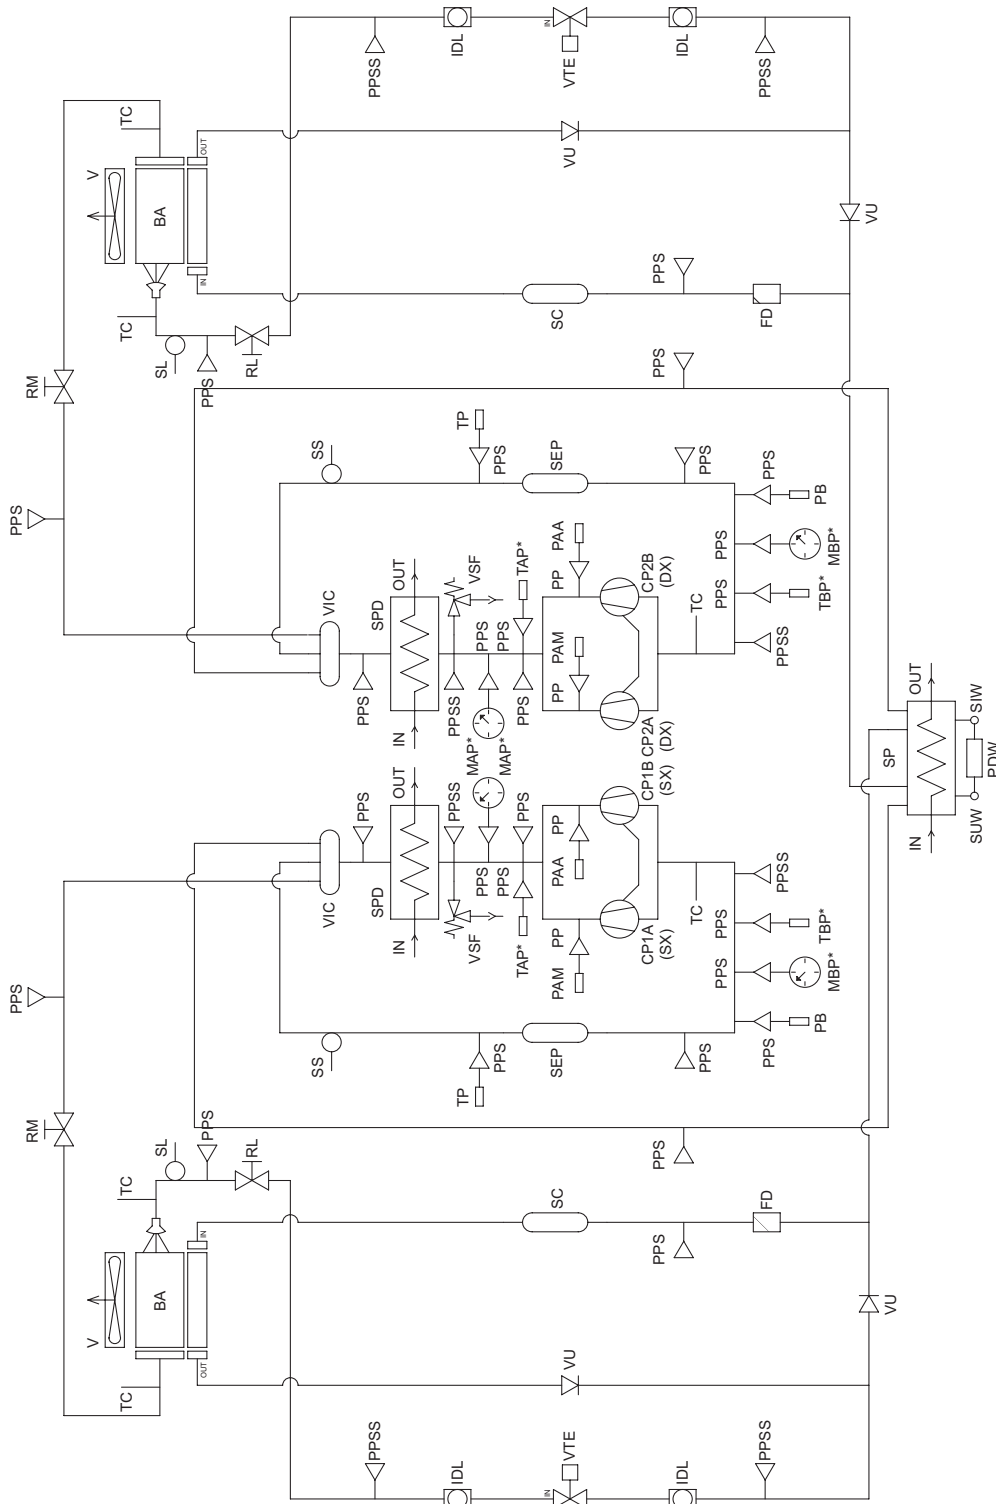 PPS
PPS
RM
RM
V
V
TC
TC
TC
TC
BA
SL
SL
BA
OUT
IN
PPS
PPS
IN
OUT
RL
RL
SS
SS
VIC
VIC
PPS
PPS
PPSS
SPD
SPD
PPSS
IN
OUT
IN
OUT
PPSS
PPSS
IDL
TP
TP
IDL
VSF
MAP*
MAP*
VSF
PPS
PPS
PPS
PPS
PPS
PPS
TAP*
PPS
PPS
TAP*
IN
IN
SC
SEP
PAM
PP
PAA
PP
PP
PAM
PP
PAA
SEP
SC
VTE
VU
VU
VTE
CP1A
(SX)
CP1B
(SX)
CP2A
(DX)
CP2B
(DX)
PPS
PPS
PPS
PPS
IDL
IDL
TC
TC
PPS
PPS
PPS
PPS
PPS
PPS
PPSS
FD
PPS
PPS
FD
PPSS
PPSS
PPSS
PB
MBP*
TBP*
TBP*
MBP*
PB
VU
SP
VU
IN
OUT
SUW
SIW
PDW